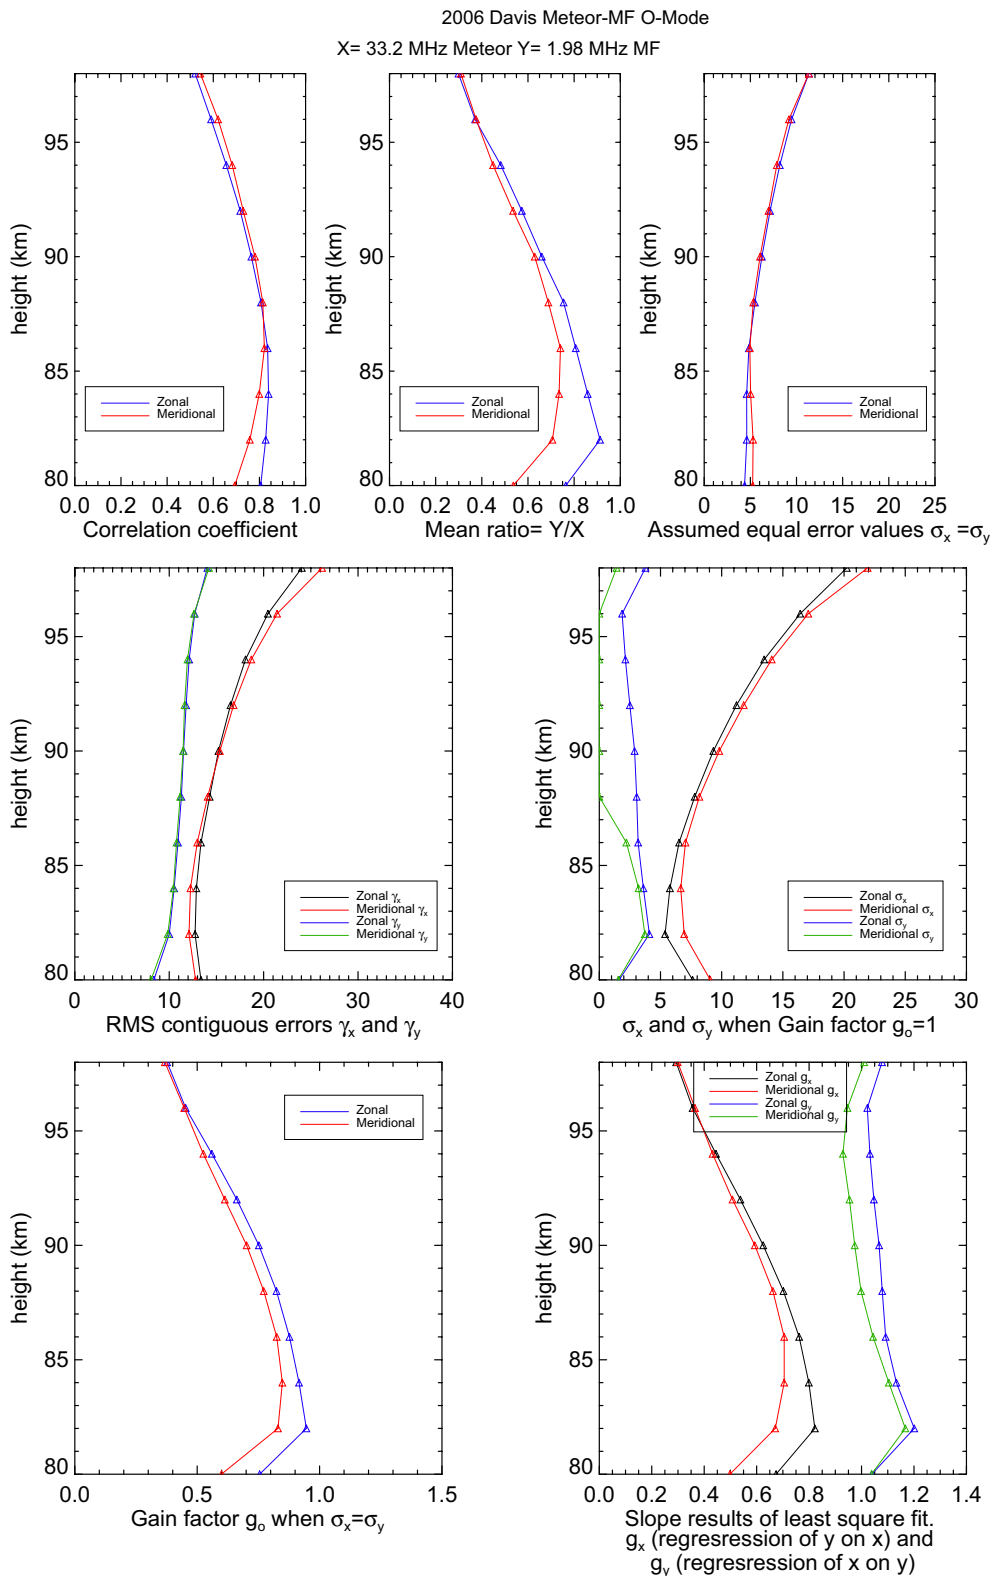 2006 Davis Meteor-MF O-Mode
X= 33.2 MHz Meteor Y= 1.98 MHz MF
95
90
85
80
height (km)
Zonal
Meridional
0.0 0.2 0.4 0.6 0.8 1.0
Correlation coefficient
95
90
85
80
height (km)
Zonal
Meridional
0.0 0.2 0.4 0.6 0.8 1.0
Mean ratio= Y/X
95
90
85
80
height (km)
Zonal
Meridional
0 5 10 15 20 25
Assumed equal error values σx =σy
95
90
85
80
height (km)
Zonal γx
Meridional γx
Zonal γy
Meridional γy
0 10 20 30 40
RMS contiguous errors γx and γy
95
90
85
80
height (km)
Zonal σx
Meridional σx
Zonal σy
Meridional σy
0 5 10 15 20 25 30
σx and σy when Gain factor go=1
95
90
85
80
height (km)
Zonal
Meridional
0.0 0.5 1.0 1.5
Gain factor go when σx=σy
95
90
85
80
height (km)
Zonal gx
Meridional gx
Zonal gy
Meridional gy
0.0 0.2 0.4 0.6 0.8 1.0 1.2 1.4
Slope results of least square fit.
gx (regresression of y on x) and
gy (regresression of x on y)